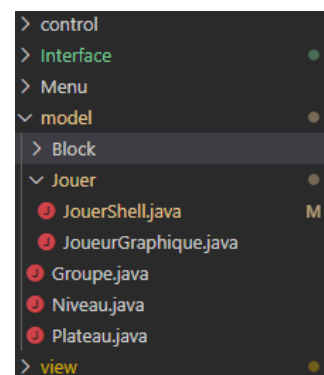 control
Interface
Menu
model
Block
Jouer
JouerShell.java M
JoueurGraphique.java
Groupe.java
Niveau.java
Plateau.java
view